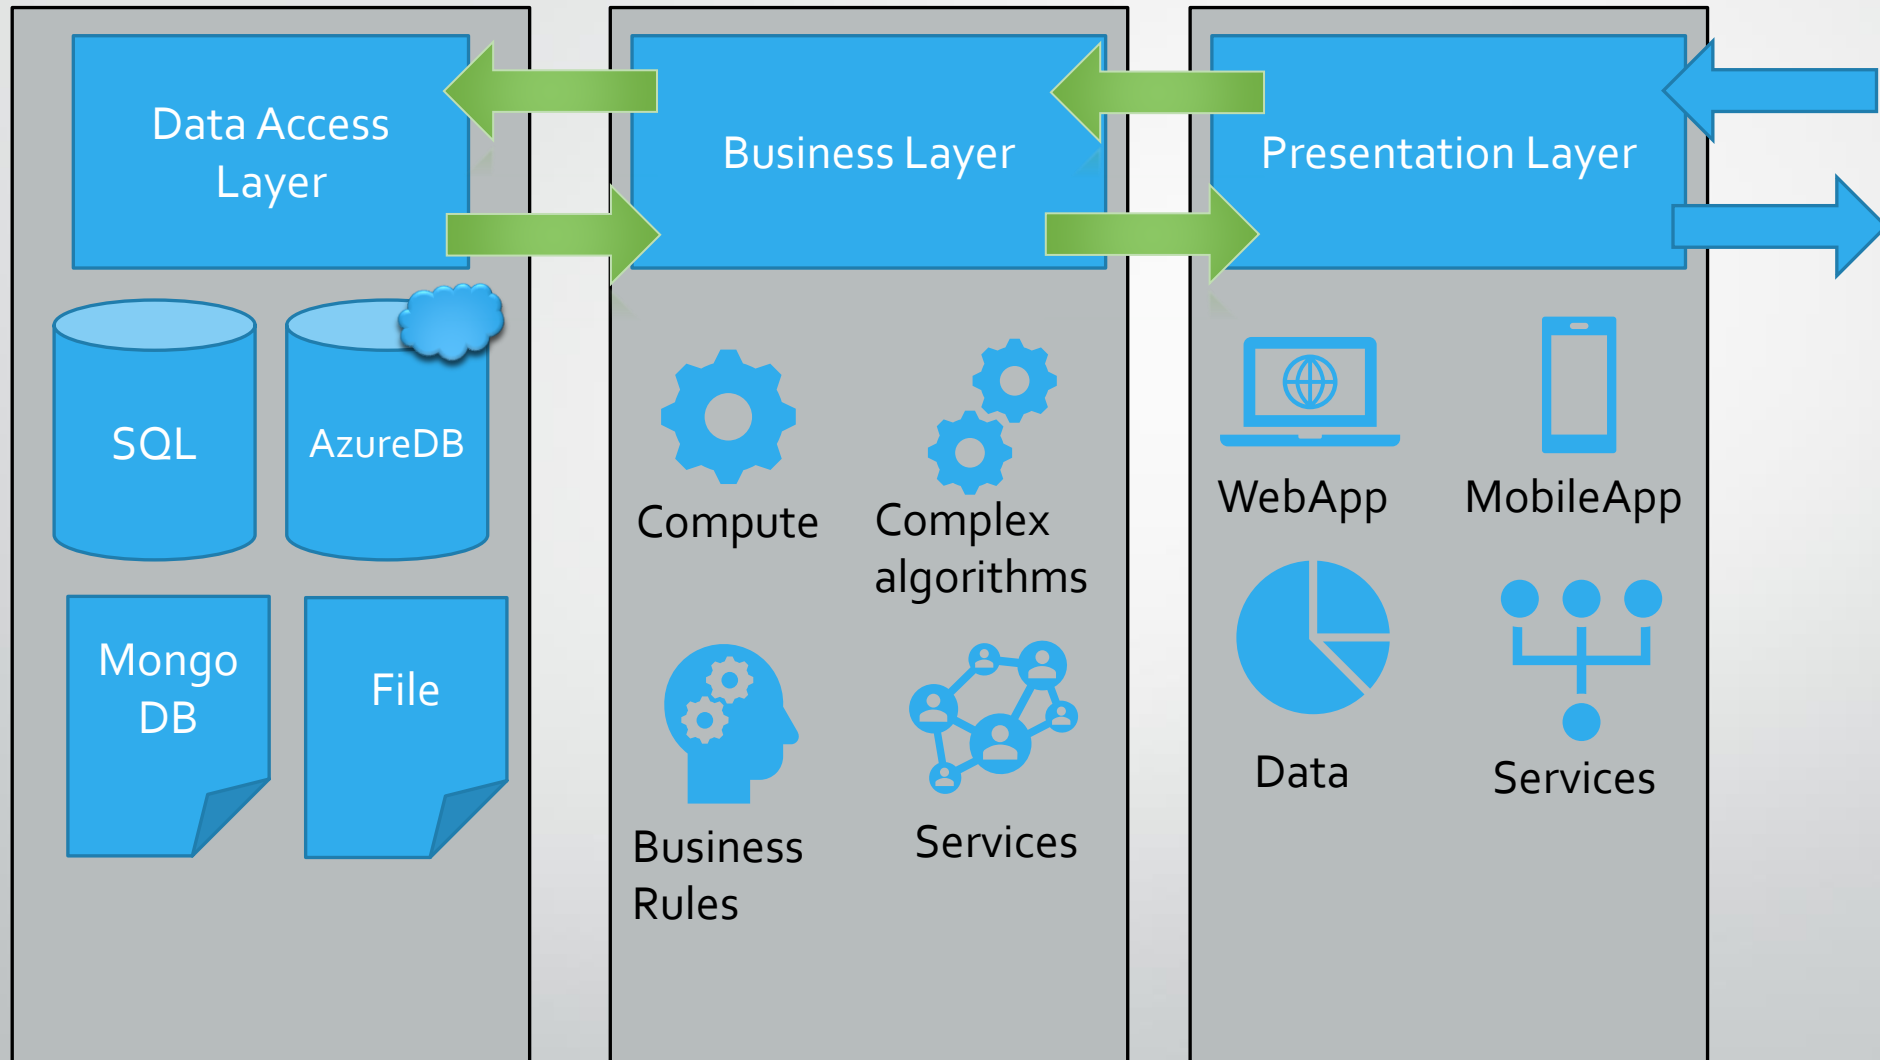 Data Access
Layer
Business Layer
Presentation Layer
SQL
AzureDB
Mongo
DB
File
Compute
Complex
algorithms
Business
Rules
Services
WebApp
MobileApp
Data
Services